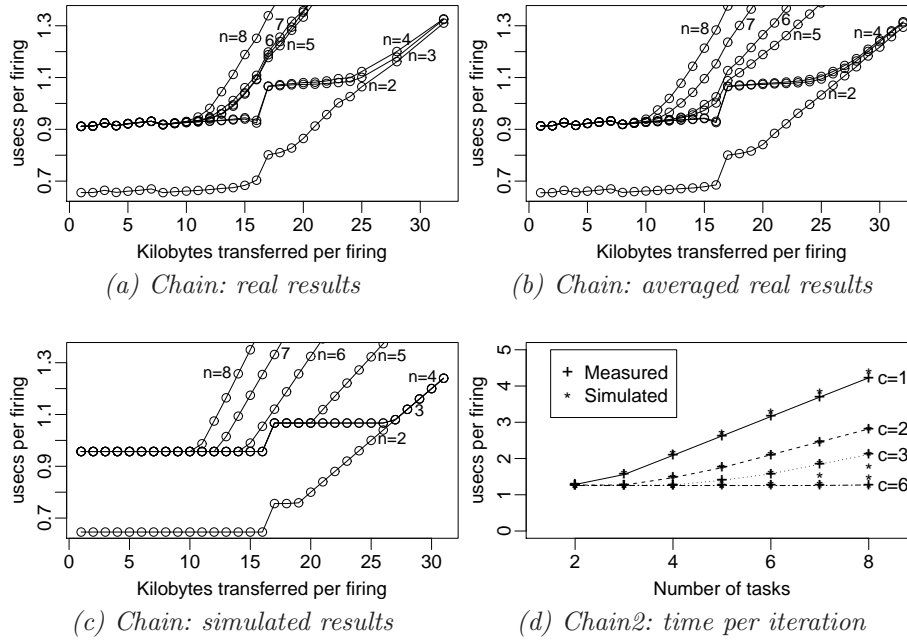 usecs per firing
1.3
1.1
0.9
0.7
n=8
7
6
n=5
n=4
n=3
n=2
0 5 10 15 20 25 30
Kilobytes transferred per firing
(a) Chain: real results
usecs per firing
1.3
1.1
0.9
0.7
n=8
7
6
n=5
n=4
n=2
0 5 10 15 20 25 30
Kilobytes transferred per firing
(b) Chain: averaged real results
usecs per firing
1.3
1.1
0.9
0.7
n=8
7
n=6
n=5
n=4
3
n=2
0 5 10 15 20 25 30
Kilobytes transferred per firing
(c) Chain: simulated results
usecs per firing
5
4
3
2
1
0
+ Measured
* Simulated
c=1
c=2
c=3
c=6
2 4 6 8
Number of tasks
(d) Chain2: time per iteration